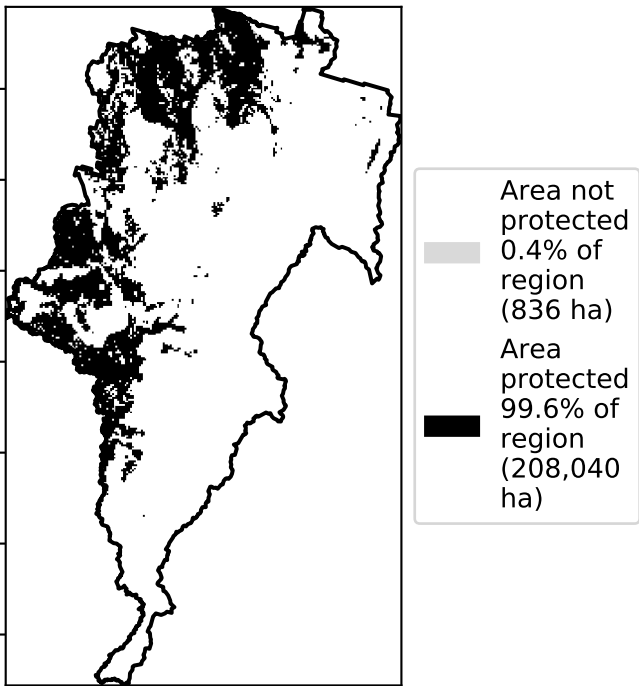 Area not
protected
0.4% of
region
(836 ha)
Area
protected
99.6% of
region
(208,040
ha)